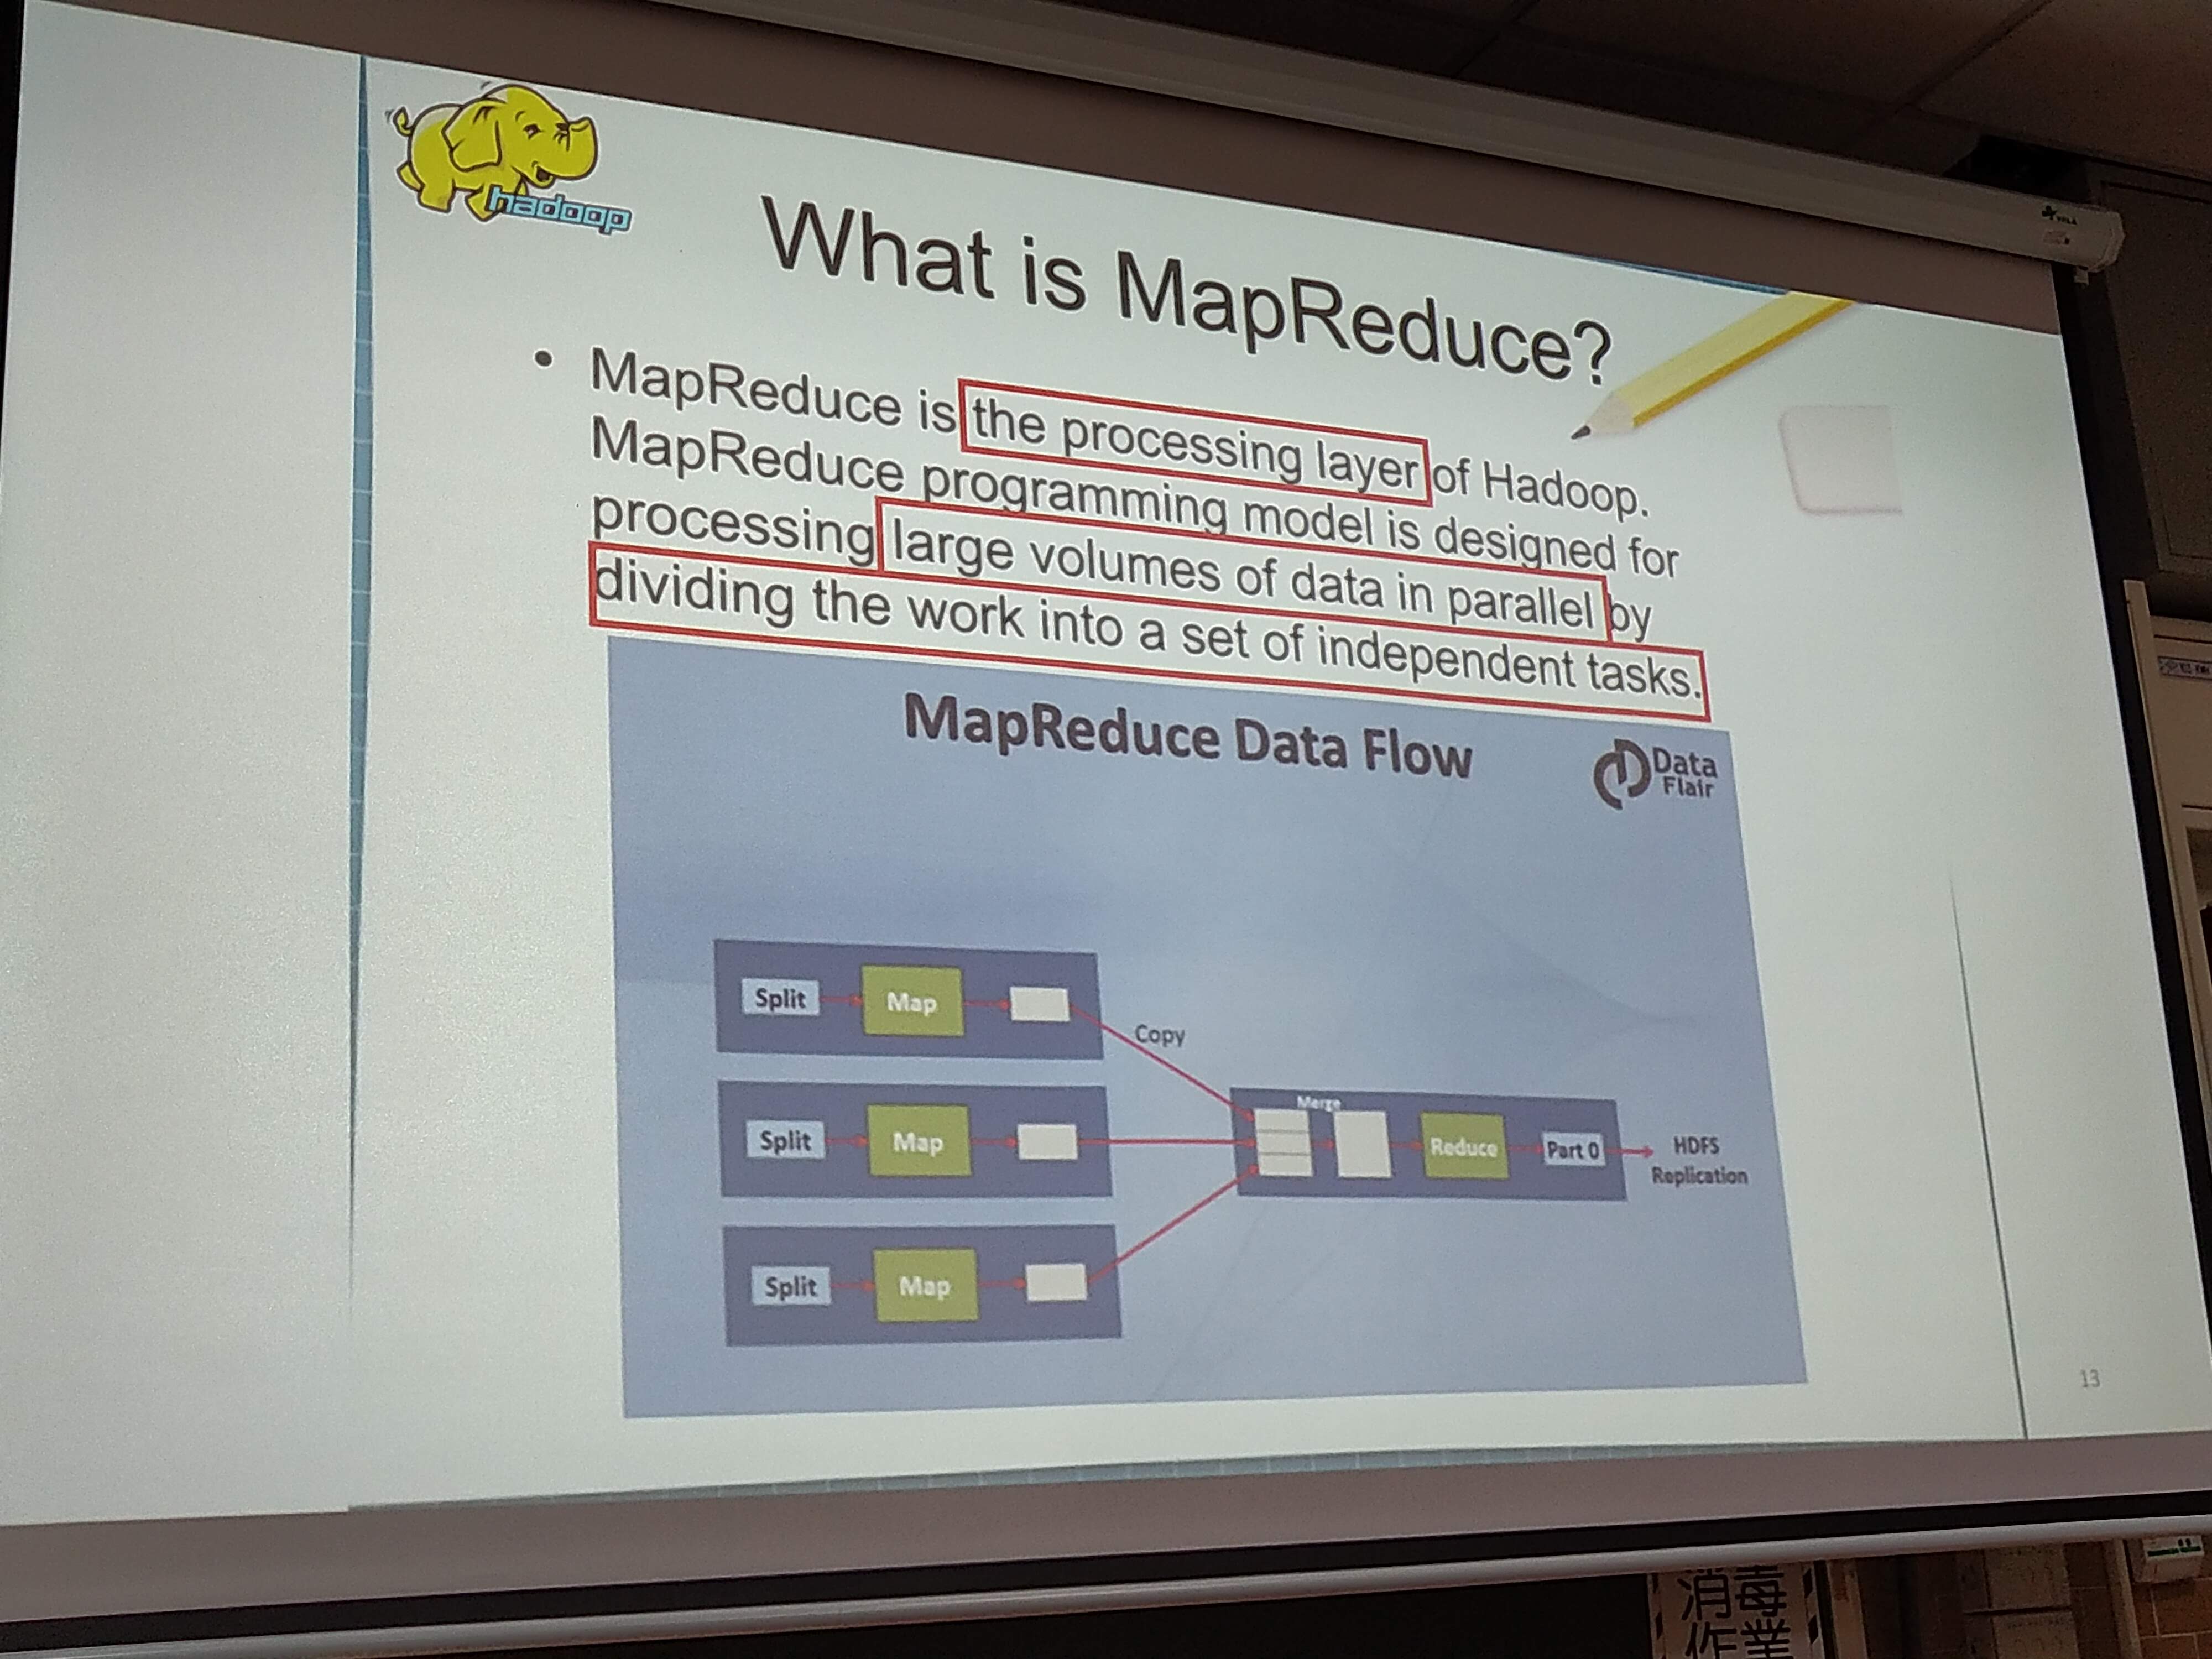 hadoop
What is MapReduce?
• MapReduce is the processing layer of Hadoop.
MapReduce programming model is designed for
processing large volumes of data in parallel by
dividing the work into a set of independent tasks.
MapReduce Data Flow
Data
Flair
Split
Map
Copy
Split
Map
Merge
Reduce
Part 0
HDFS
Replication
Split
Map
13
消毒
作業